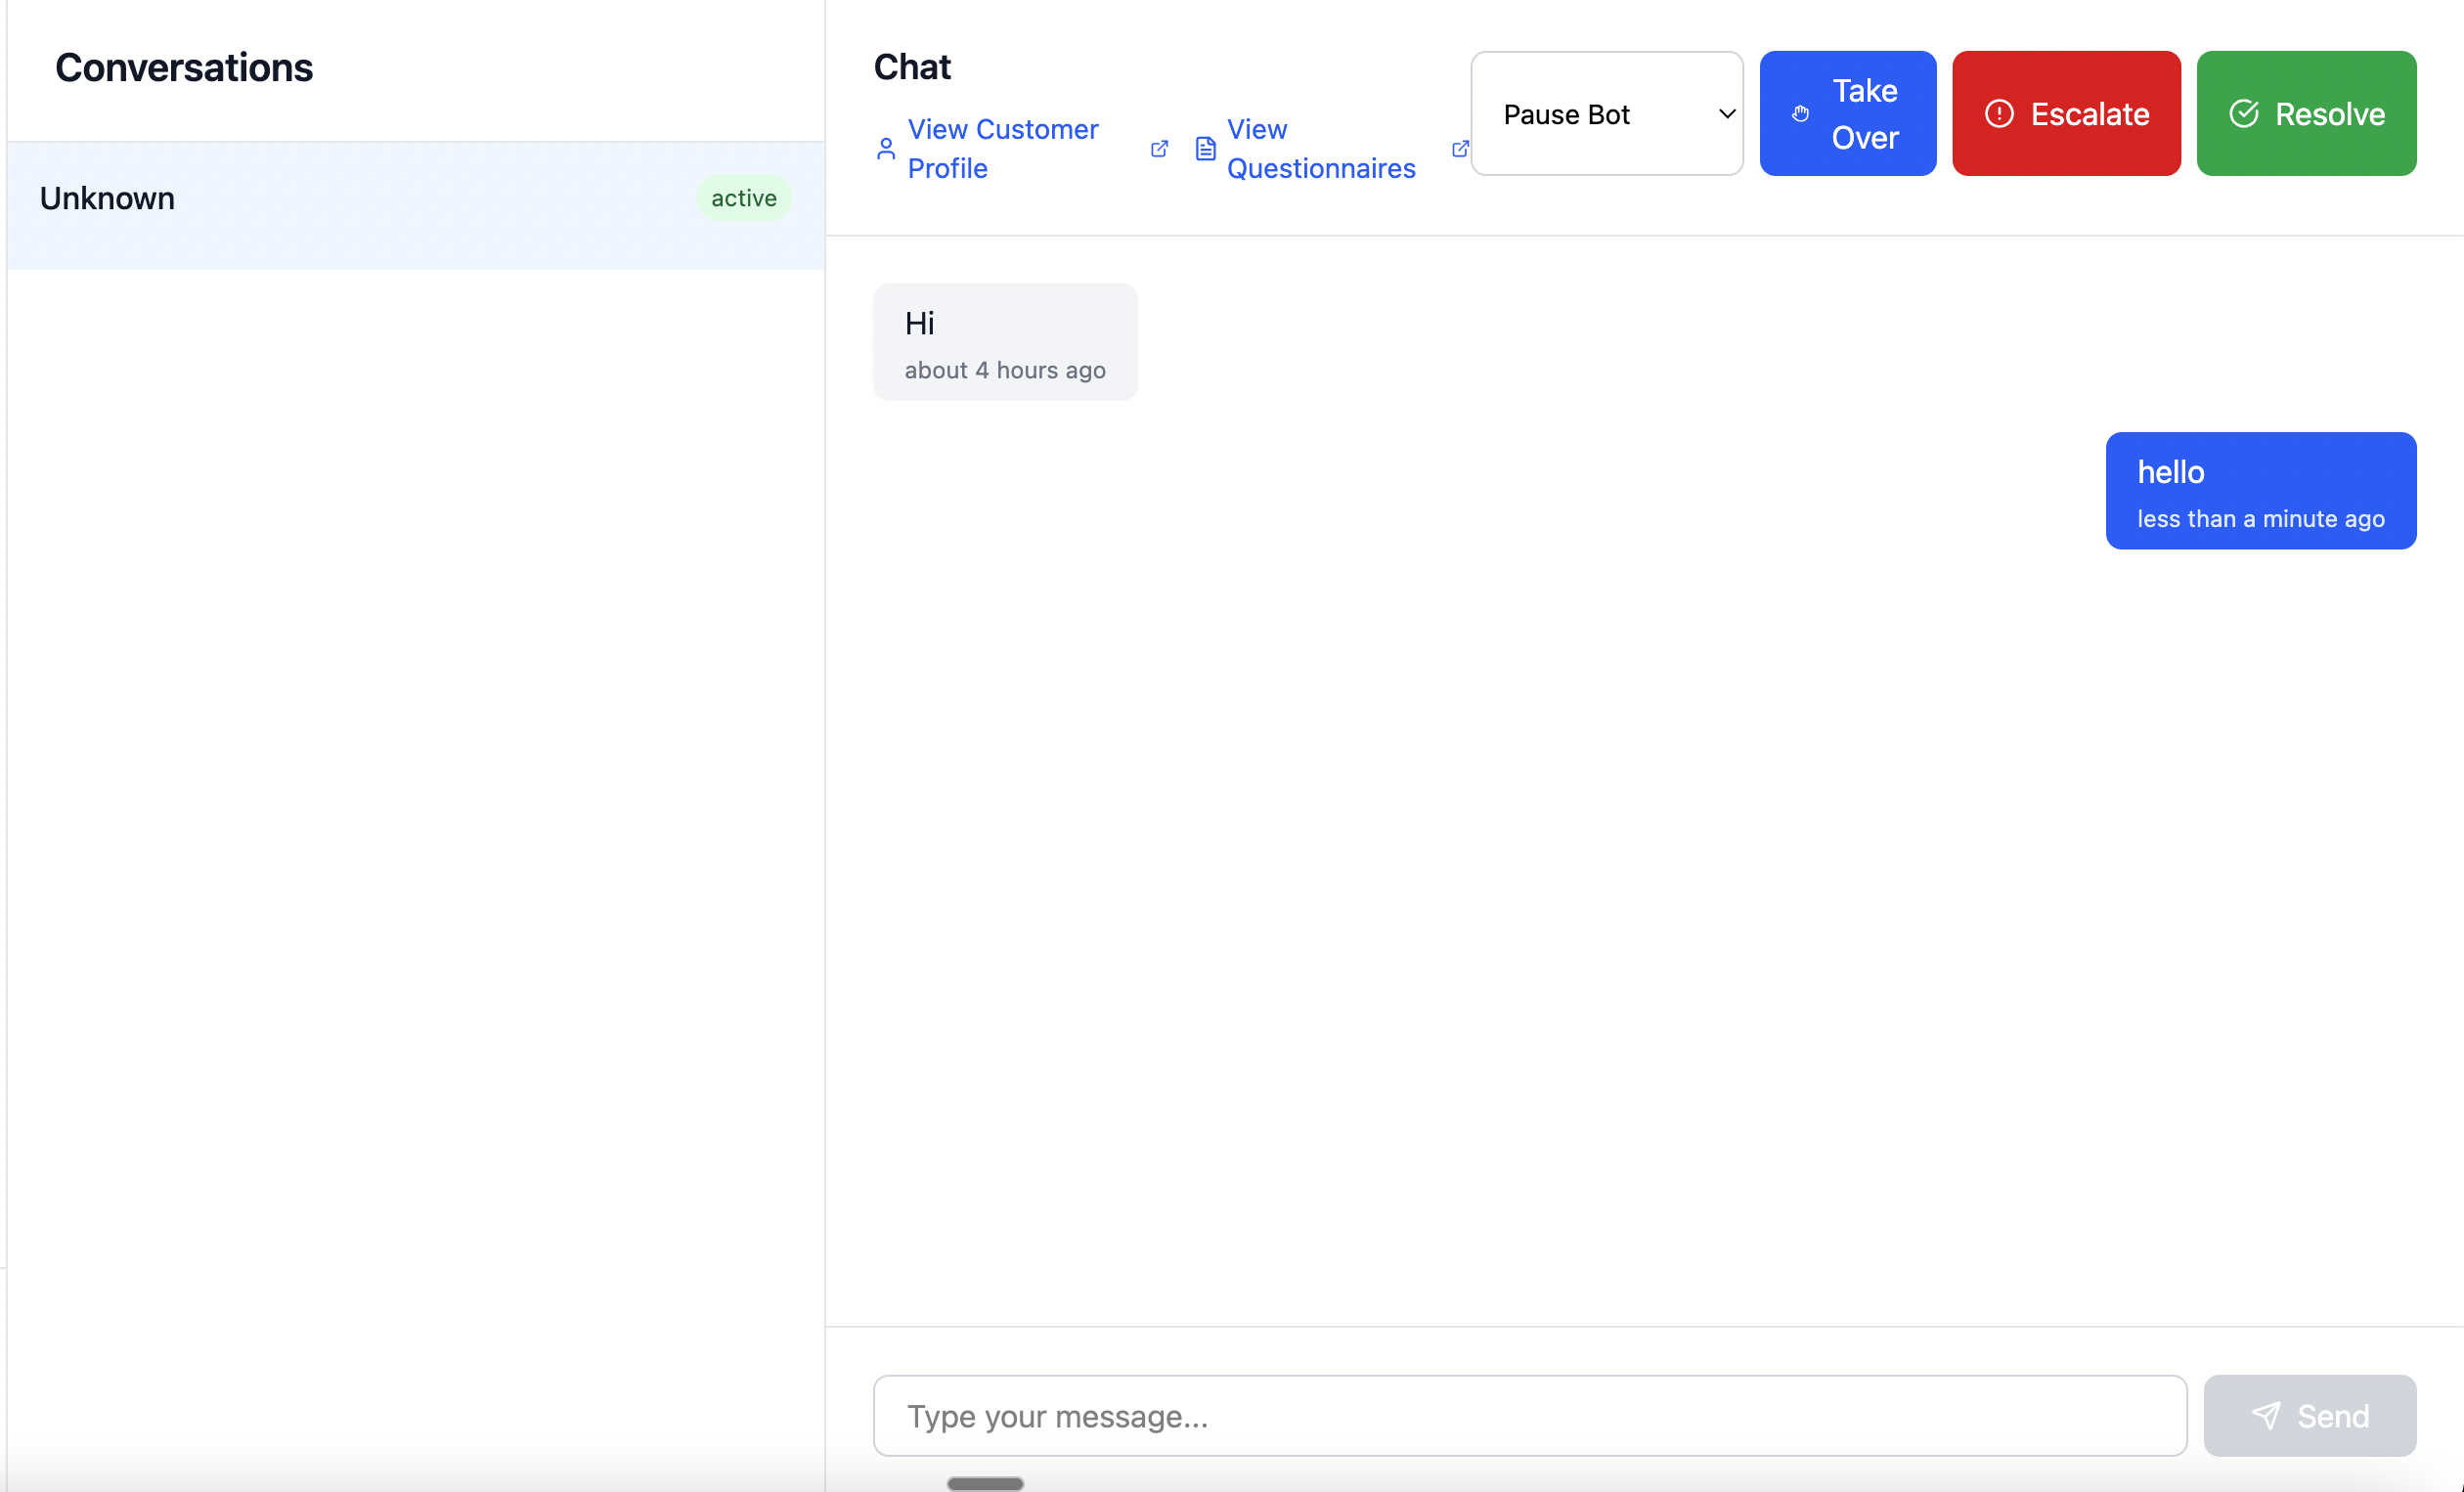 Conversations
Unknown
active
Chat
View Customer
Profile
View
Questionnaires
Pause Bot
Take
Over
Escalate
Resolve
Hi
about 4 hours ago
hello
less than a minute ago
Type your message...
Send